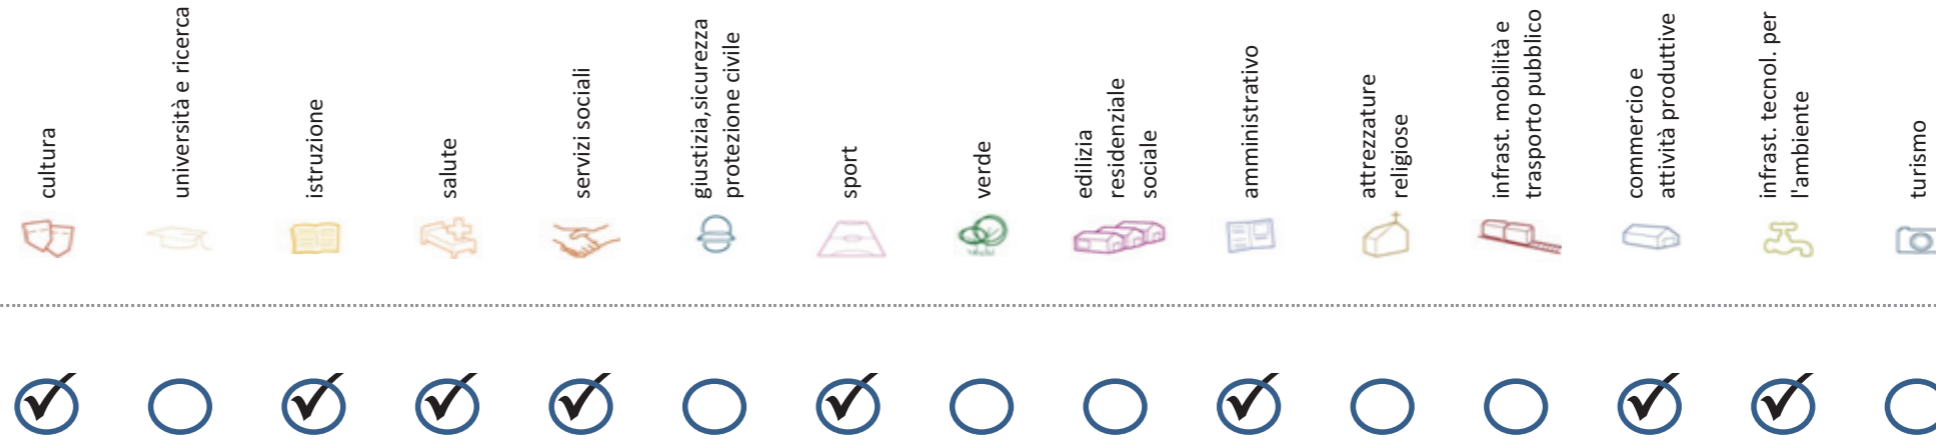 cultura
università e ricerca
istruzione
salute
servizi sociali
giustizia,sicurezza
protezione civile
sport
verde
edilizia
residenziale
sociale
amministrativo
attrezzature
religiose
infrast. mobilità e
trasporto pubblico
commercio e
attività produttive
infrast. tecnol. per
l'ambiente
turismo